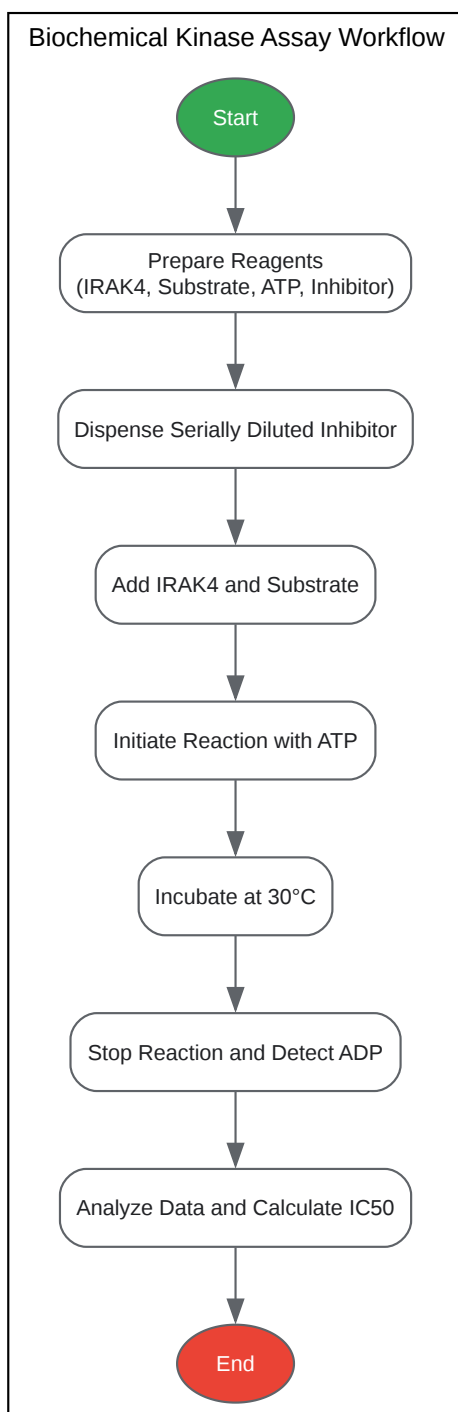 Biochemical Kinase Assay Workflow
Start
Prepare Reagents
(IRAK4, Substrate, ATP, Inhibitor)
Dispense Serially Diluted Inhibitor
Add IRAK4 and Substrate
Initiate Reaction with ATP
Incubate at 30°C
Stop Reaction and Detect ADP
Analyze Data and Calculate IC50
End